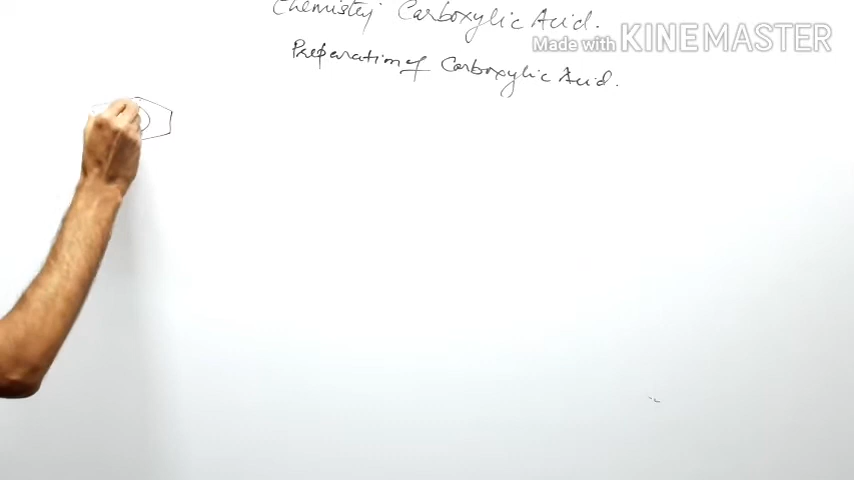 Chemistry Carboxylic Acid.
Made with KINEMASTER
Preparation of Carboxylic Acid.